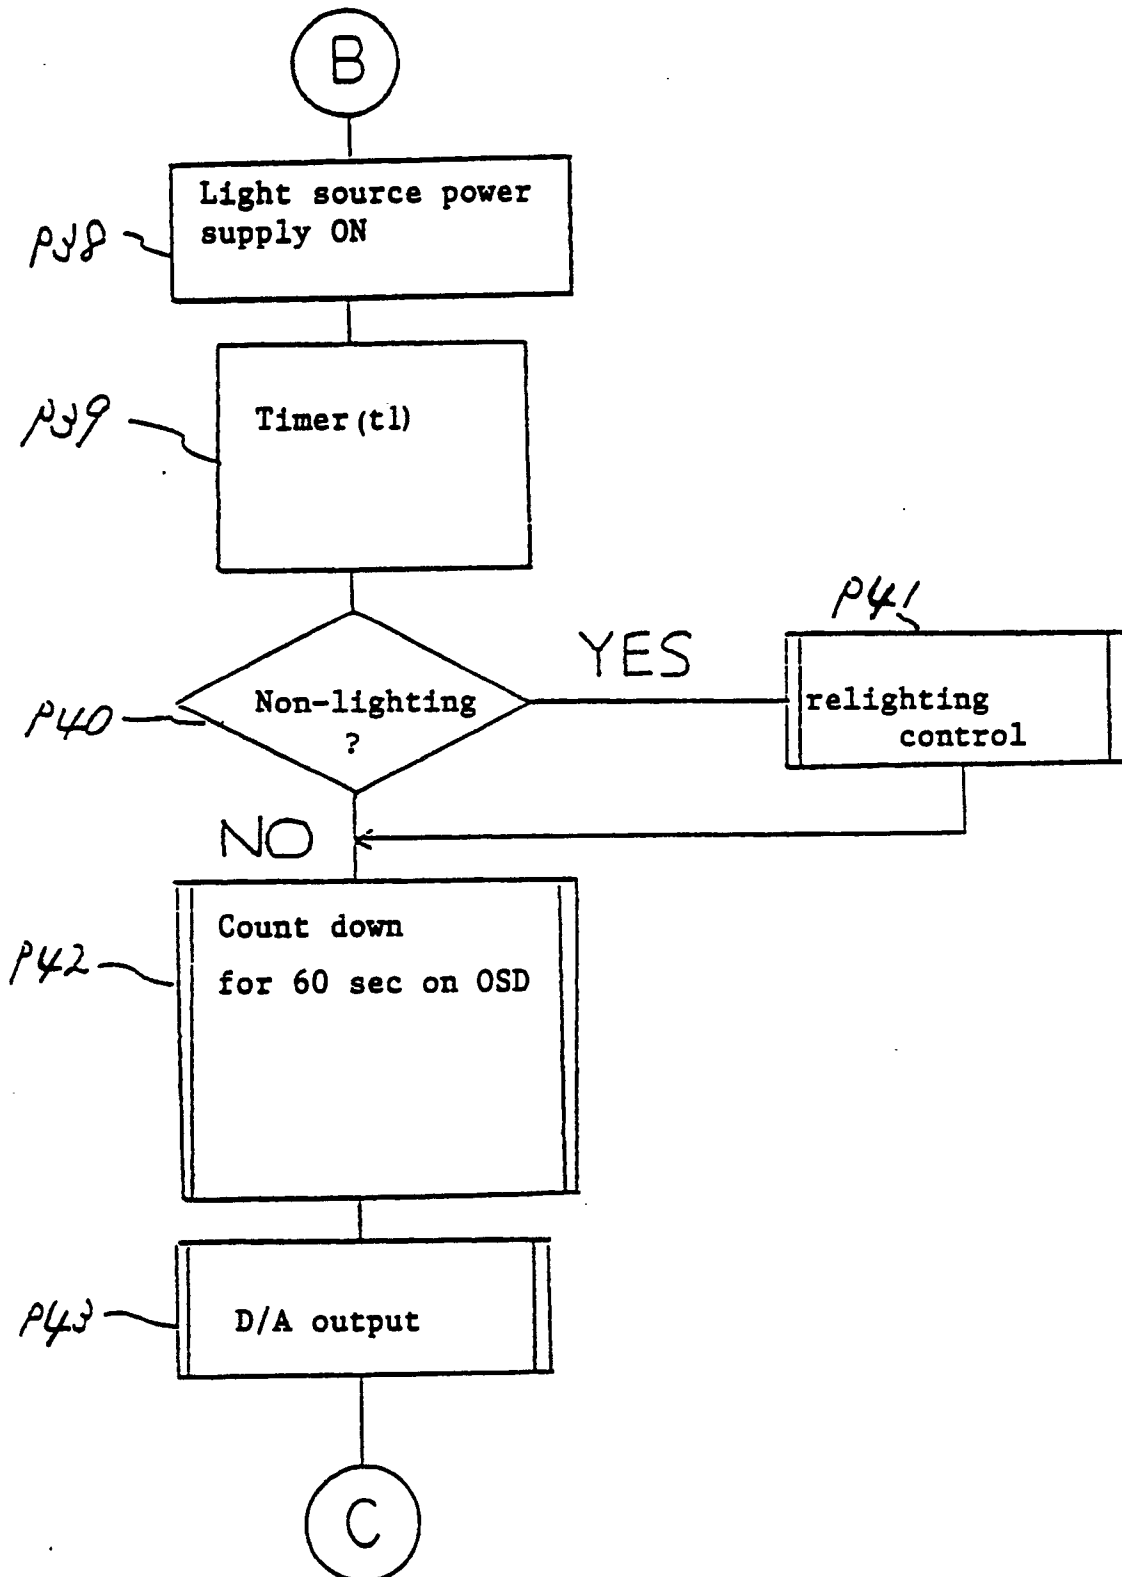 B
Light source power
supply ON
P38
Timer(t1)
P39
P41
YES
Non-lighting
?
relighting
control
P40
NO
Count down
for 60 sec on OSD
P42
D/A output
P43
C